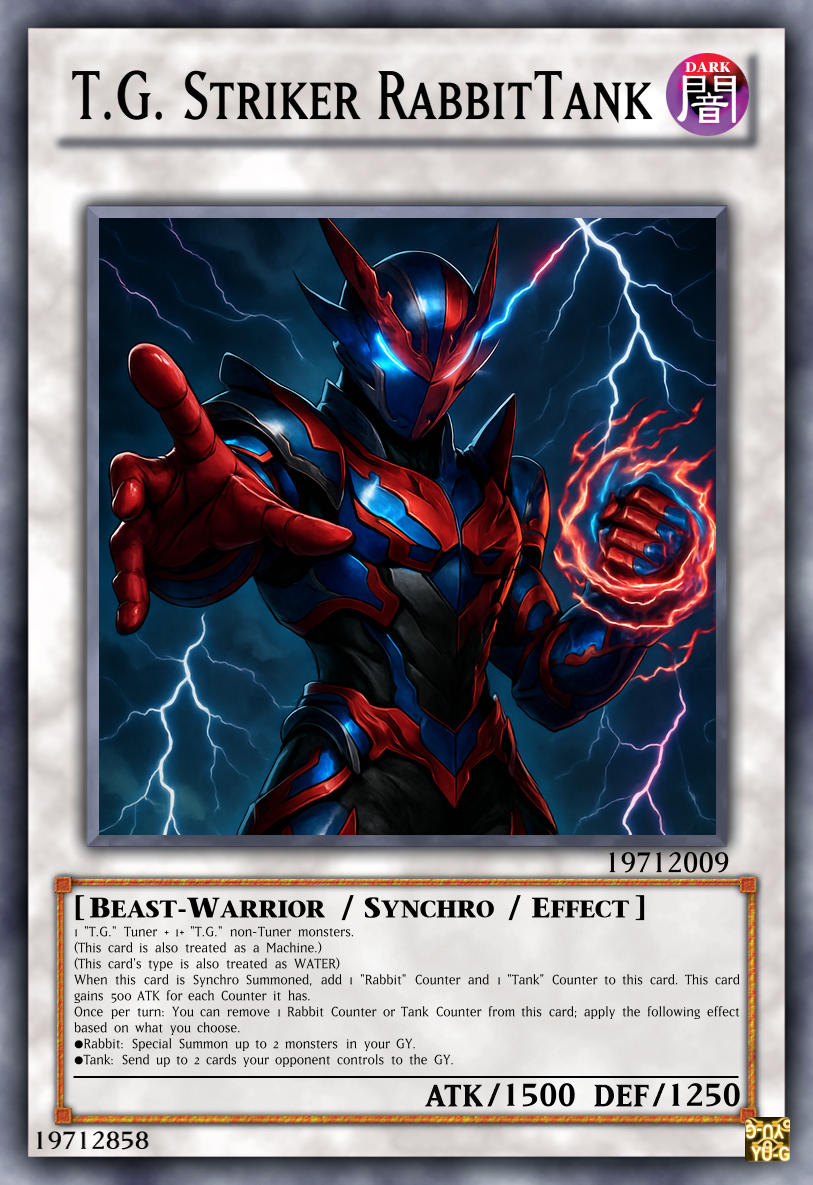 T.G. Striker RabbitTank
DARK
闇
19712009
[ Beast-Warrior / Synchro / Effect ]
1 "T.G." Tuner + 1+ "T.G." non-Tuner monsters.
(This card is also treated as a Machine.)
(This card's type is also treated as WATER)
When this card is Synchro Summoned, add 1 "Rabbit" Counter and 1 "Tank" Counter to this card. This card
gains 500 ATK for each Counter it has.
Once per turn: You can remove 1 Rabbit Counter or Tank Counter from this card; apply the following effect
based on what you choose.
●Rabbit: Special Summon up to 2 monsters in your GY.
●Tank: Send up to 2 cards your opponent controls to the GY.
ATK/1500 DEF/1250
19712858
YU-G